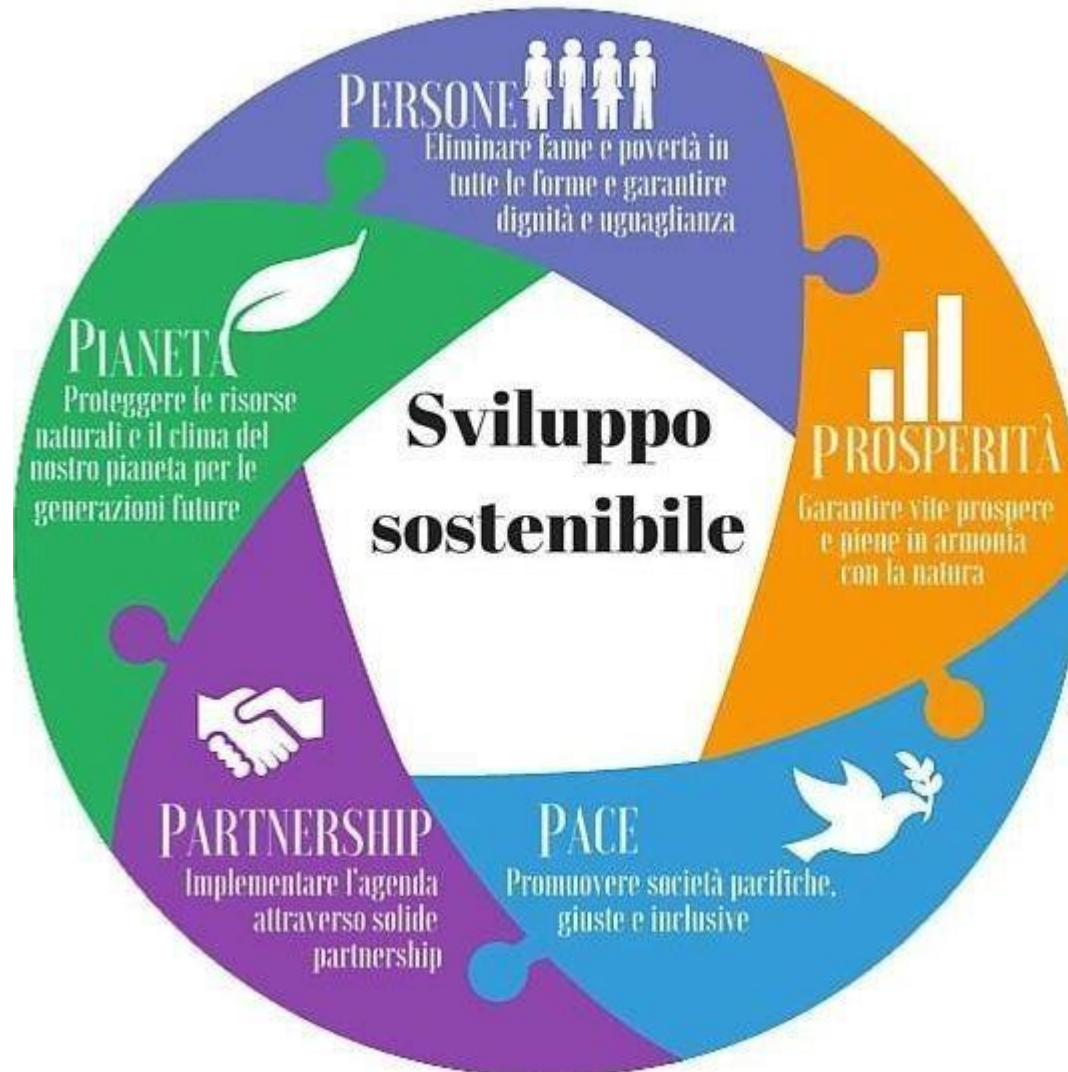 PERSONE
Eliminare fame e povertà in
tutte le forme e garantire
dignità e uguaglianza
PIANETA
Proteggere le risorse
naturali e il clima del
nostro pianeta per le
generazioni future
Sviluppo
sostenibile
PROSPERITÀ
Garantire vite prospere
e piene in armonia
con la natura
PARTNERSHIP
Implementare l'agenda
attraverso solide
partnership
PACE
Promuovere società pacifiche,
giuste e inclusive